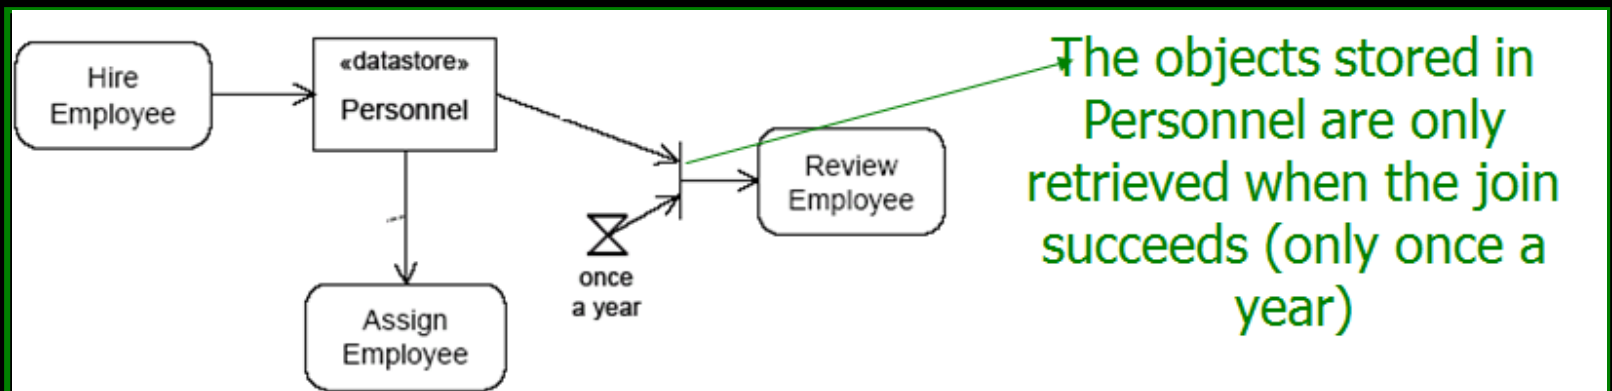 Hire
Employee
«datastore»
Personnel
Review
Employee
once
a year
Assign
Employee
The objects stored in
Personnel are only
retrieved when the join
succeeds (only once a
year)